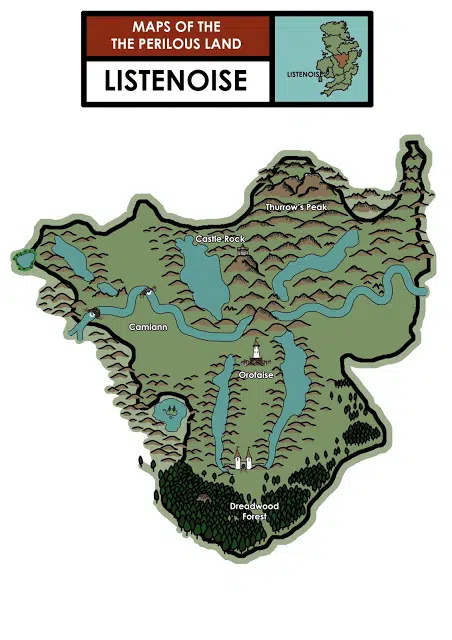 MAPS OF THE
THE PERILOUS LAND
LISTENOISE
LISTENOISE
Thurrow's Peak
Castle Rock
Camlann
Orofaise
Dreadwood
Forest